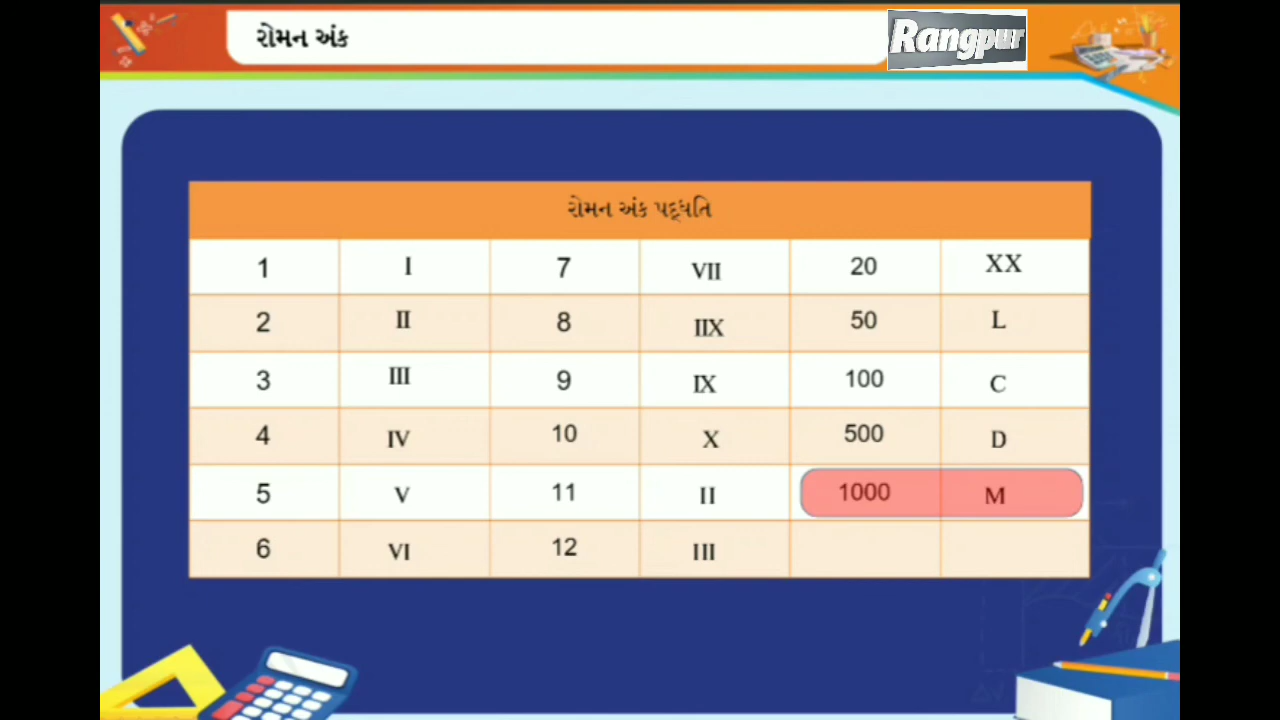 રોમન અંક
Rangpur
રોમન અંક પદ્ધતિ
1 I 7 VII 20 XX
2 II 8 IIX 50 L
3 III 9 IX 100 C
4 IV 10 X 500 D
5 V 11 II 1000 M
6 VI 12 III